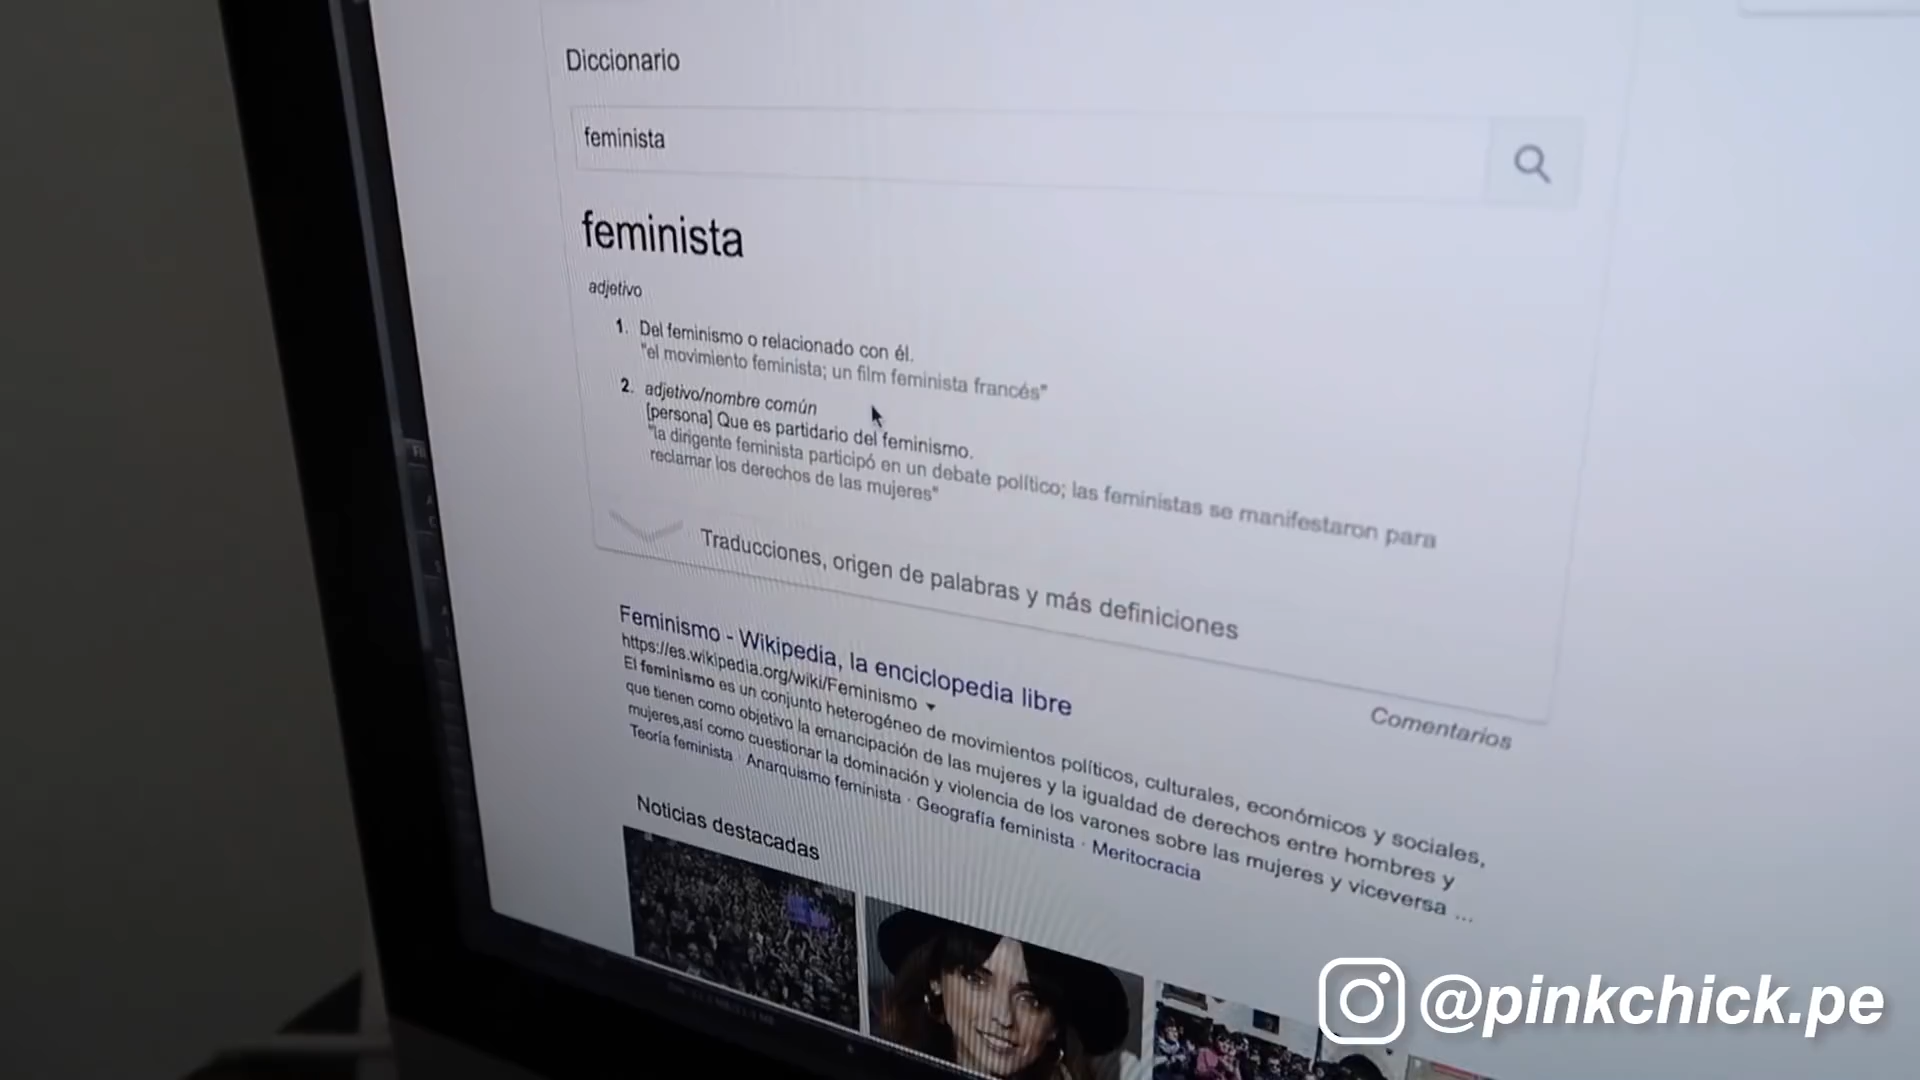 Diccionario
feminista
feminista
adjetivo
1. Del feminismo o relacionado con él.
"el movimiento feminista; un film feminista francés"
2. adjetivo/nombre común
[persona] Que es partidario del feminismo.
"la dirigente feminista participó en un debate político; las feministas se manifestaron para
reclamar los derechos de las mujeres"
Traducciones, origen de palabras y más definiciones
Comentarios
Feminismo - Wikipedia, la enciclopedia libre
https://es.wikipedia.org/wiki/Feminismo
El feminismo es un conjunto heterogéneo de movimientos políticos, culturales, económicos y sociales,
que tienen como objetivo la emancipación de las mujeres y la igualdad de derechos entre hombres y
mujeres,así como cuestionar la dominación y violencia de los varones sobre las mujeres y viceversa ...
Teoría feminista · Anarquismo feminista · Geografía feminista · Meritocracia
Noticias destacadas
@pinkchick.pe